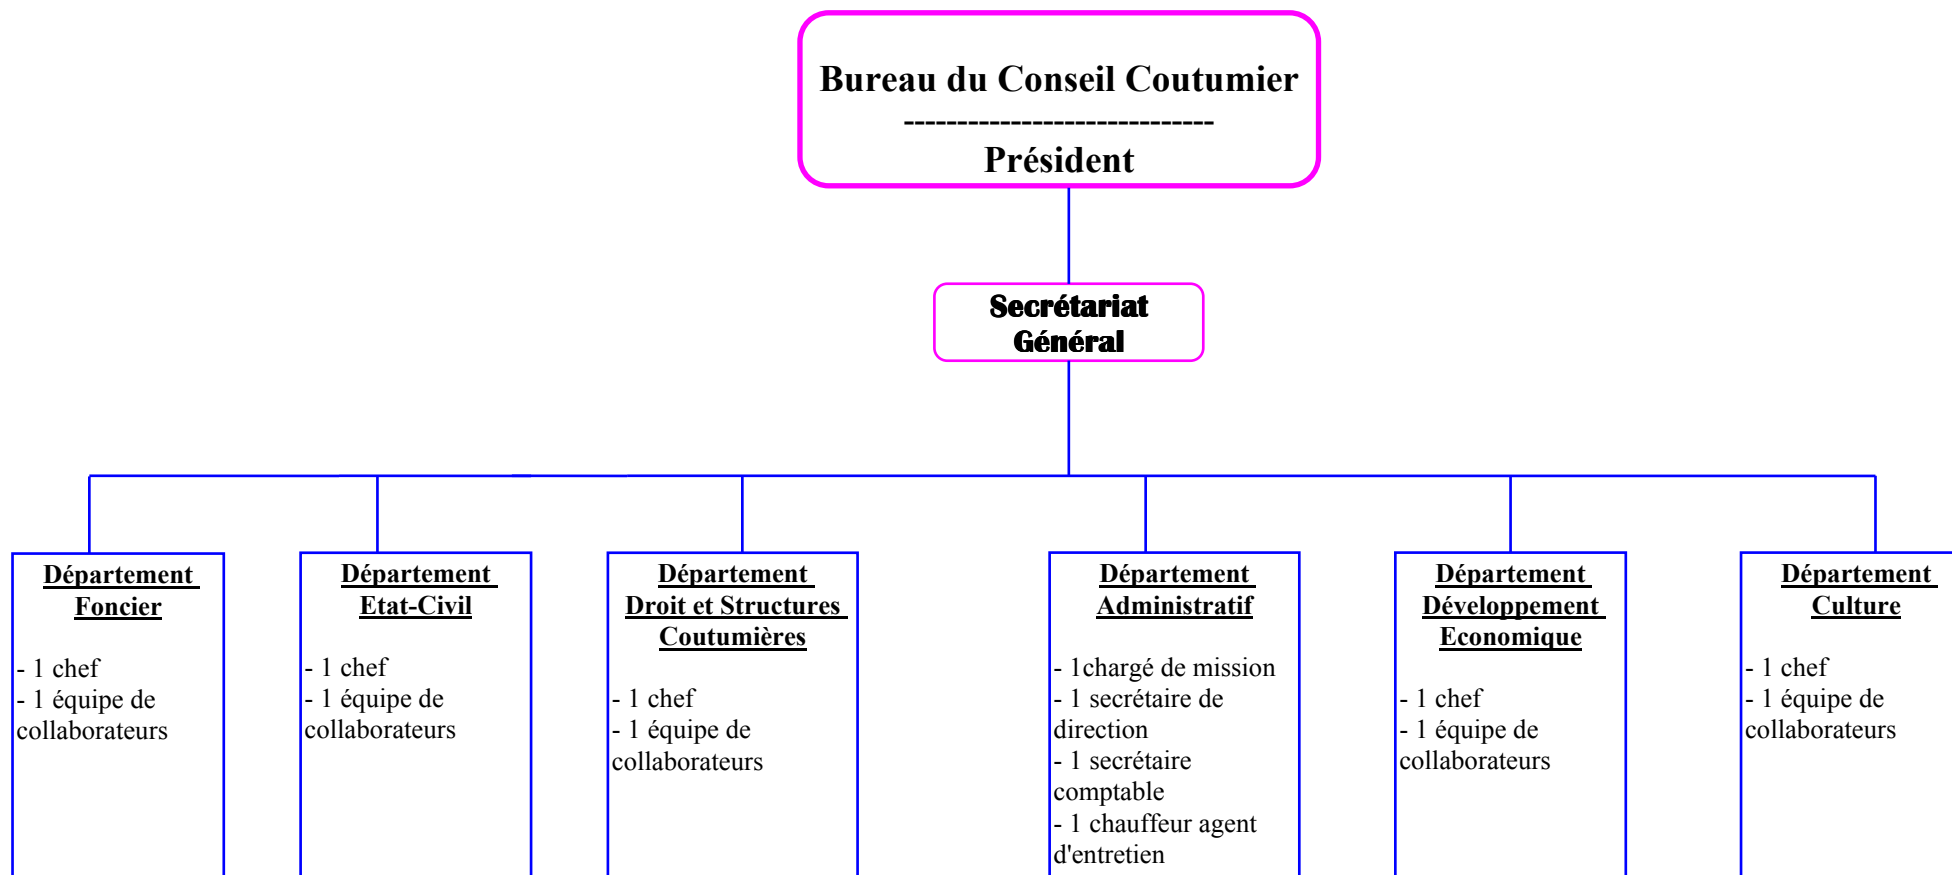 Bureau du Conseil Coutumier
-----------------------------
Président
Secrétariat
Général
Département
Foncier
- 1 chef
- 1 équipe de
collaborateurs
Département
Etat-Civil
- 1 chef
- 1 équipe de
collaborateurs
Département
Droit et Structures
Coutumières
- 1 chef
- 1 équipe de
collaborateurs
Département
Administratif
- 1chargé de mission
- 1 secrétaire de
direction
- 1 secrétaire
comptable
- 1 chauffeur agent
d'entretien
Département
Développement
Economique
- 1 chef
- 1 équipe de
collaborateurs
Département
Culture
- 1 chef
- 1 équipe de
collaborateurs